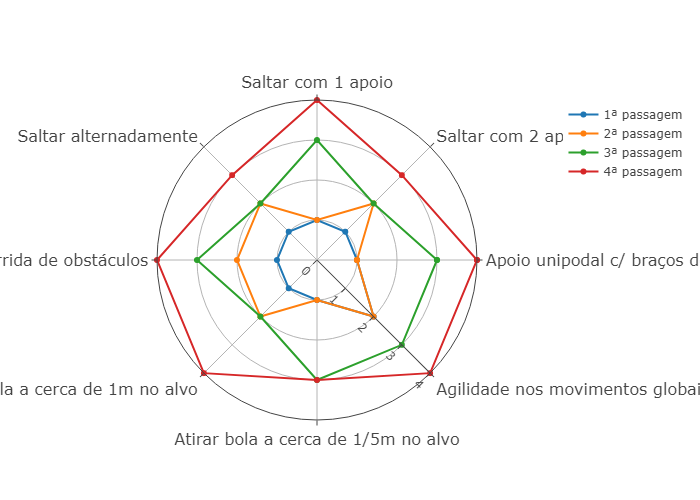 Saltar com 1 apoio
1ª passagem
2ª passagem
3ª passagem
4ª passagem
Saltar alternadamente
Saltar com 2 ap
rrida de obstáculos
Apoio unipodal c/ braços d
0
1
2
3
4
la a cerca de 1m no alvo
Agilidade nos movimentos globai
Atirar bola a cerca de 1/5m no alvo